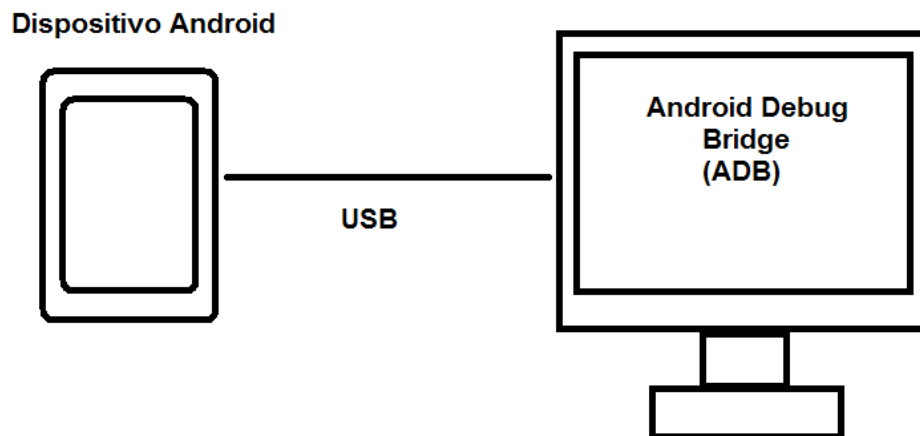 Dispositivo Android
Android Debug
Bridge
(ADB)
USB